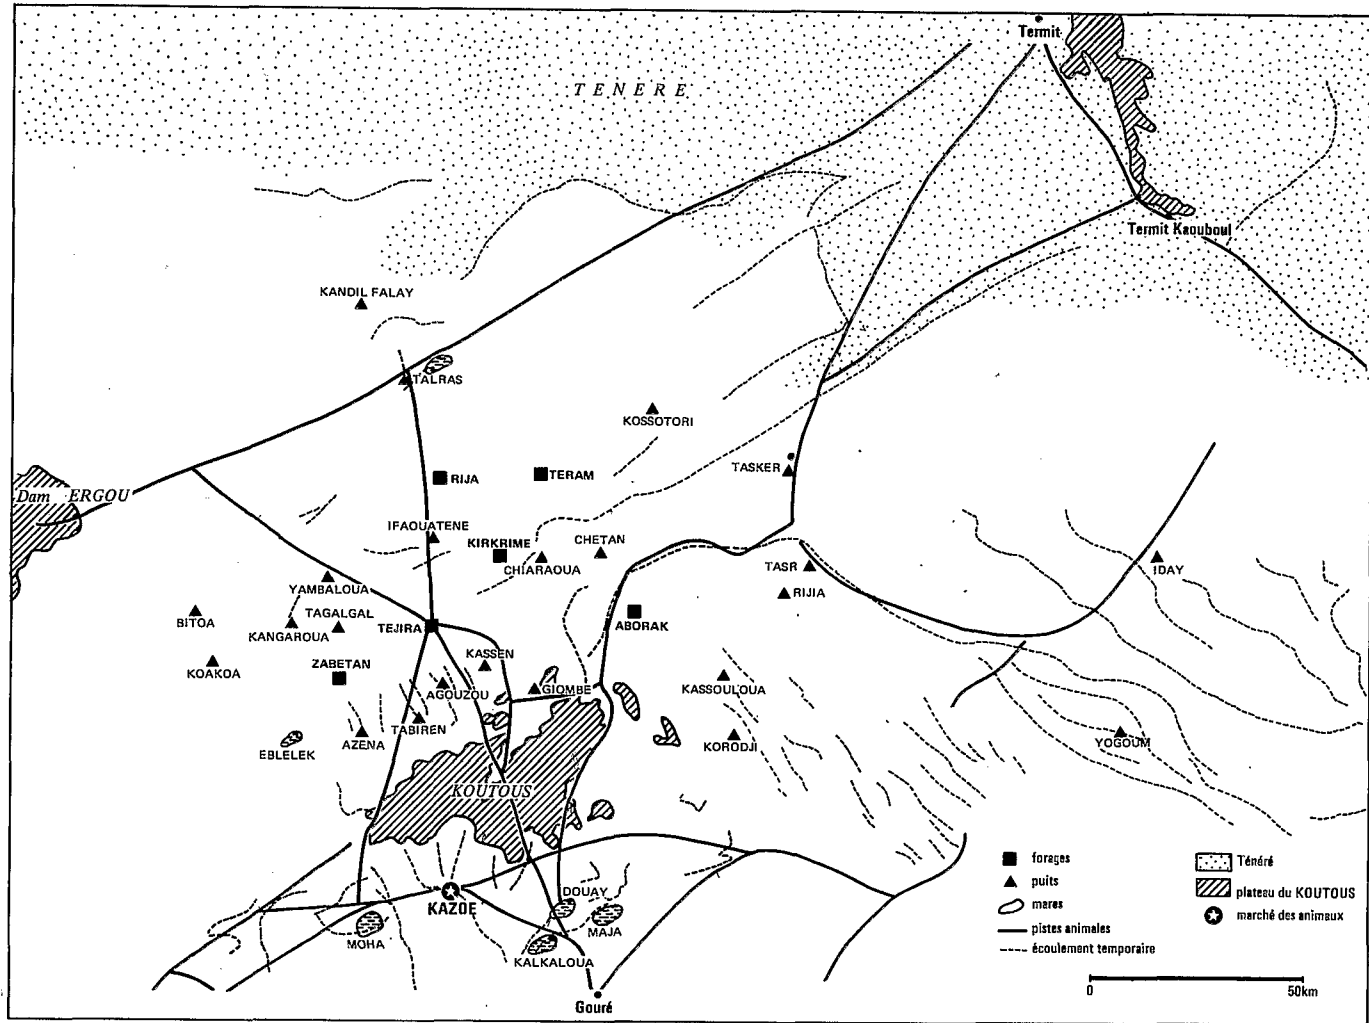 Termit
TENERE
Termit Kaouboul
KANDIL FALAY
TALRAS
KOSSOTORI
TASKER
RIJA
TERAM
Dam ERGOU
IFAOUATENE
KIRKRIME
CHETAN
CHIARAOUA
TASR
IDAY
YAMBALOUA
RIJIA
BITOA
TAGALGAL
KANGAROUA
TEJIRA
ABORAK
KASSEN
ZABETAN
KOAKOA
AGOUZOU
GIOMBE
KASSOULOUA
TABIREN
AZENA
EBLELEK
KORODJI
YOGOUM
KOUTOUS
KAZOE
DOUAY
MAJA
MOHA
KALKALOUA
Gouré
forages
puits
mares
pistes animales
écoulement temporaire
Ténéré
plateau du KOUTOUS
marché des animaux
0 50km